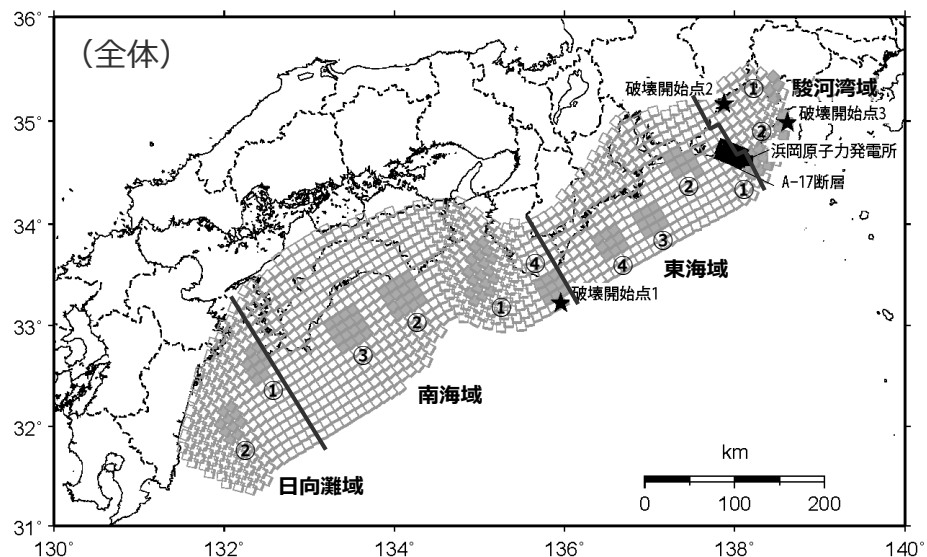 36°
（全体）
破壊開始点2
①
駿河湾域
35°
②
破壊開始点3
浜岡原子力発電所
②
①
A-17断層
34°
③
④
④
東海域
破壊開始点1
①
33°
②
③
南海域
①
32°
②
日向灘域
km
0 100 200
31°
130° 132° 134° 136° 138° 140°